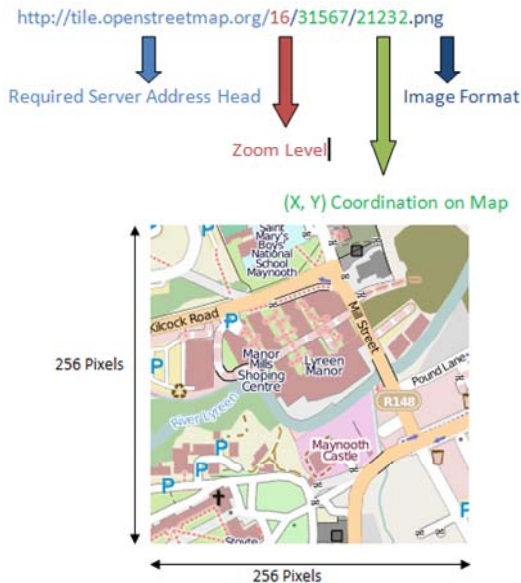 http://tile.openstreetmap.org/16/31567/21232.png
Required Server Address Head
Image Format
Zoom Level
(X, Y) Coordination on Map
Saint
Mary's
Boys'
National
School
Maynooth
P
P
Kilcock Road
P
Mill Street
Manor
Mills
Shoping
Centre
Lyreen
Manor
256 Pixels
Pound Lane
R148
River Lyreen
Maynooth
Castle
P
P
P
P
Stoyte
256 Pixels